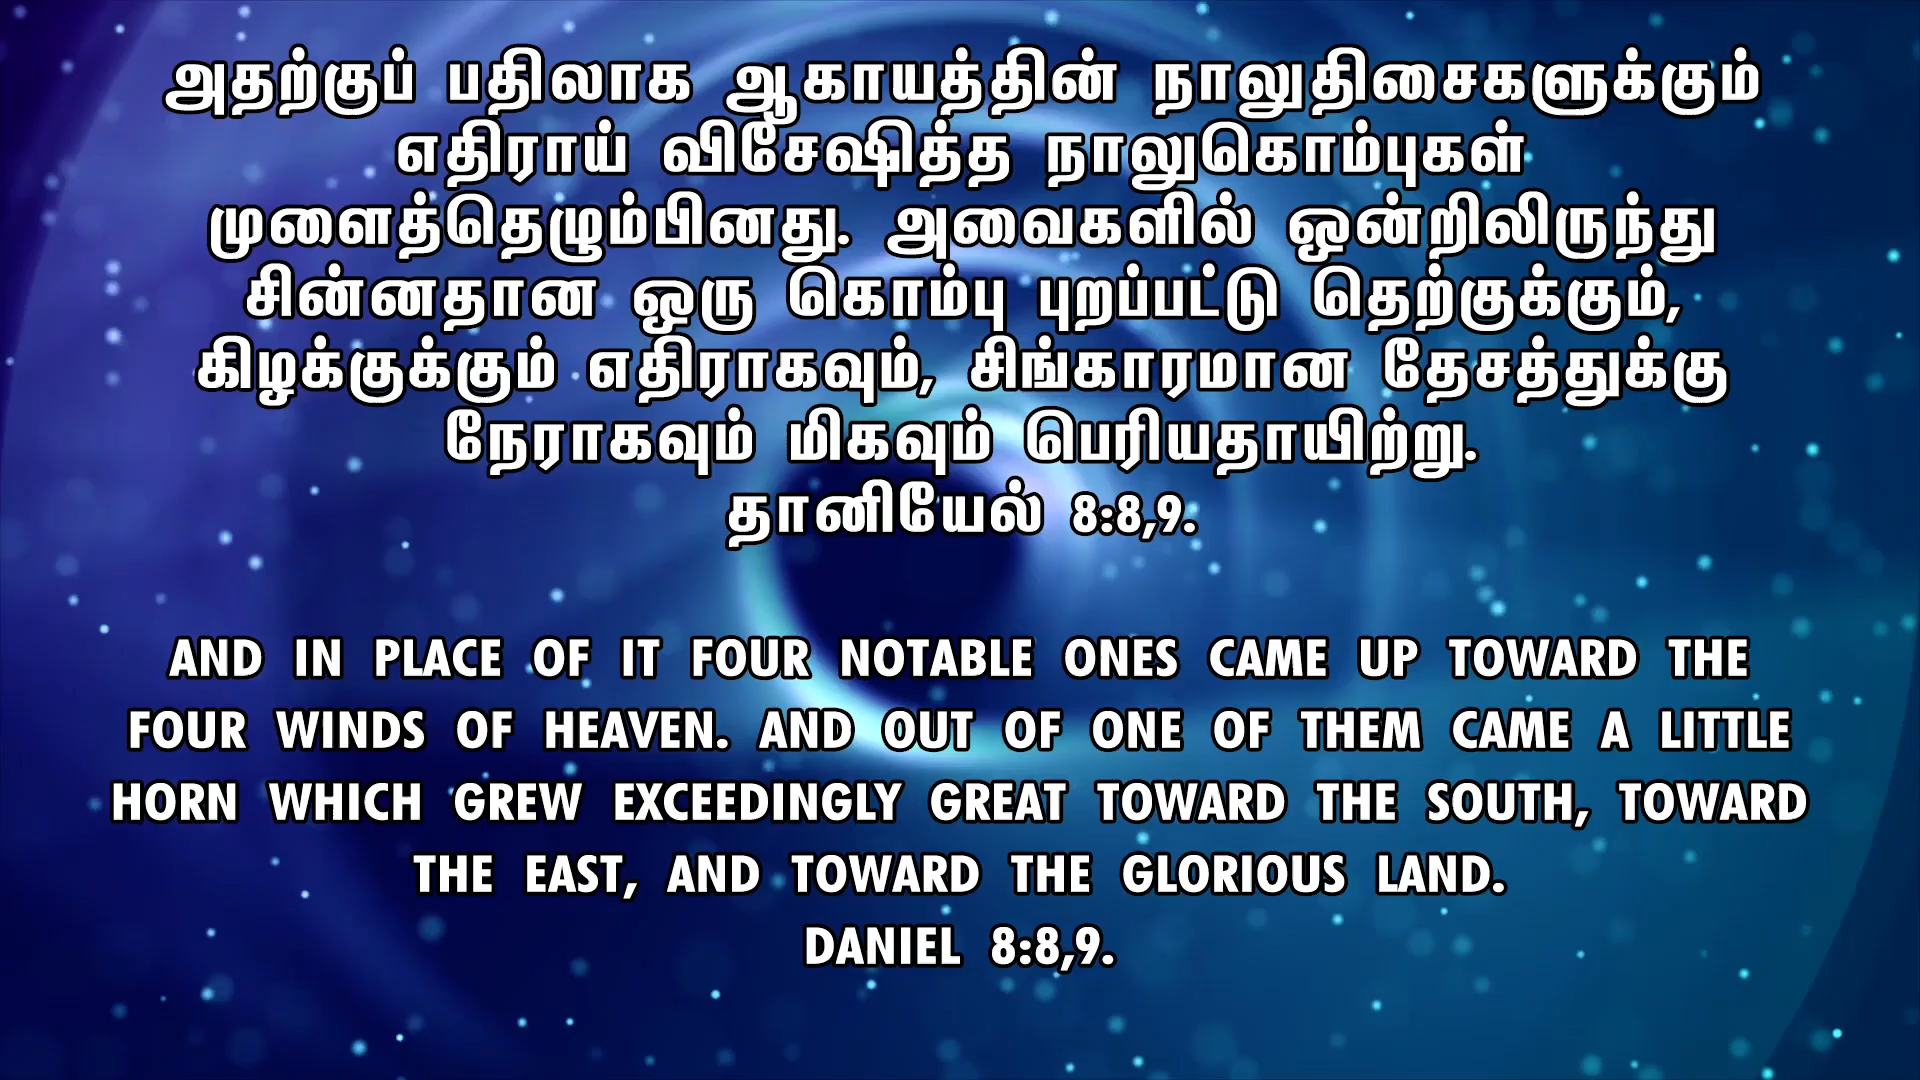 அதற்குப் பதிலாக ஆகாயத்தின் நாலுதிசைகளுக்கும்
எதிராய் விசேஷித்த நாலுகொம்புகள்
முளைத்தெழும்பினது. அவைகளில் ஒன்றிலிருந்து
சின்னதான ஒரு கொம்பு புறப்பட்டு தெற்குக்கும்,
கிழக்குக்கும் எதிராகவும், சிங்காரமான தேசத்துக்கு
நேராகவும் மிகவும் பெரியதாயிற்று.
தானியேல் 8:8,9.
AND IN PLACE OF IT FOUR NOTABLE ONES CAME UP TOWARD THE
FOUR WINDS OF HEAVEN. AND OUT OF ONE OF THEM CAME A LITTLE
HORN WHICH GREW EXCEEDINGLY GREAT TOWARD THE SOUTH, TOWARD
THE EAST, AND TOWARD THE GLORIOUS LAND.
DANIEL 8:8,9.